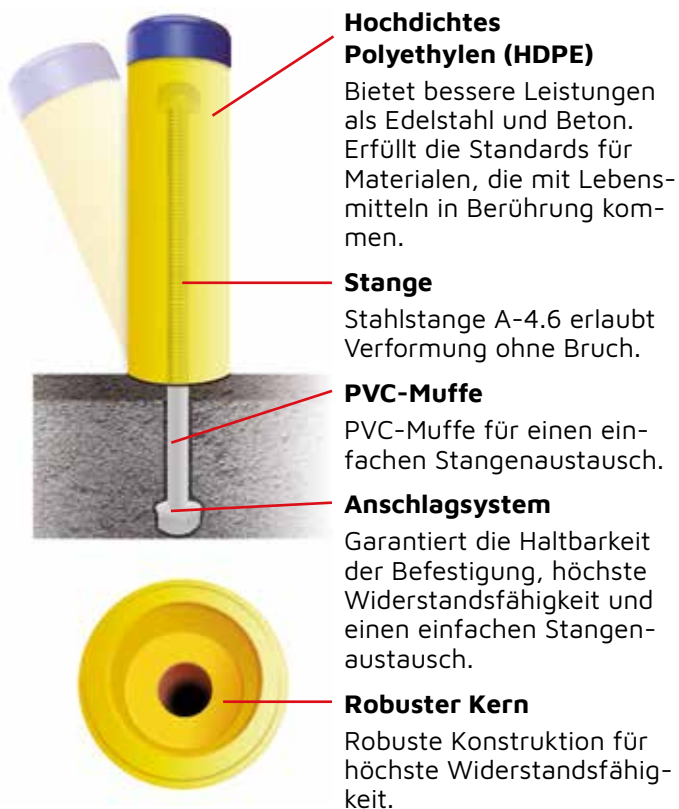 Hochdichtes
Polyethylen (HDPE)
Bietet bessere Leistungen
als Edelstahl und Beton.
Erfüllt die Standards für
Materialen, die mit Lebens-
mitteln in Berührung kom-
men.
Stange
Stahlstange A-4.6 erlaubt
Verformung ohne Bruch.
PVC-Muffe
PVC-Muffe für einen ein-
fachen Stangenaustausch.
Anschlagsystem
Garantiert die Haltbarkeit
der Befestigung, höchste
Widerstandsfähigkeit und
einen einfachen Stangen-
austausch.
Robuster Kern
Robuste Konstruktion für
höchste Widerstandsfähig-
keit.